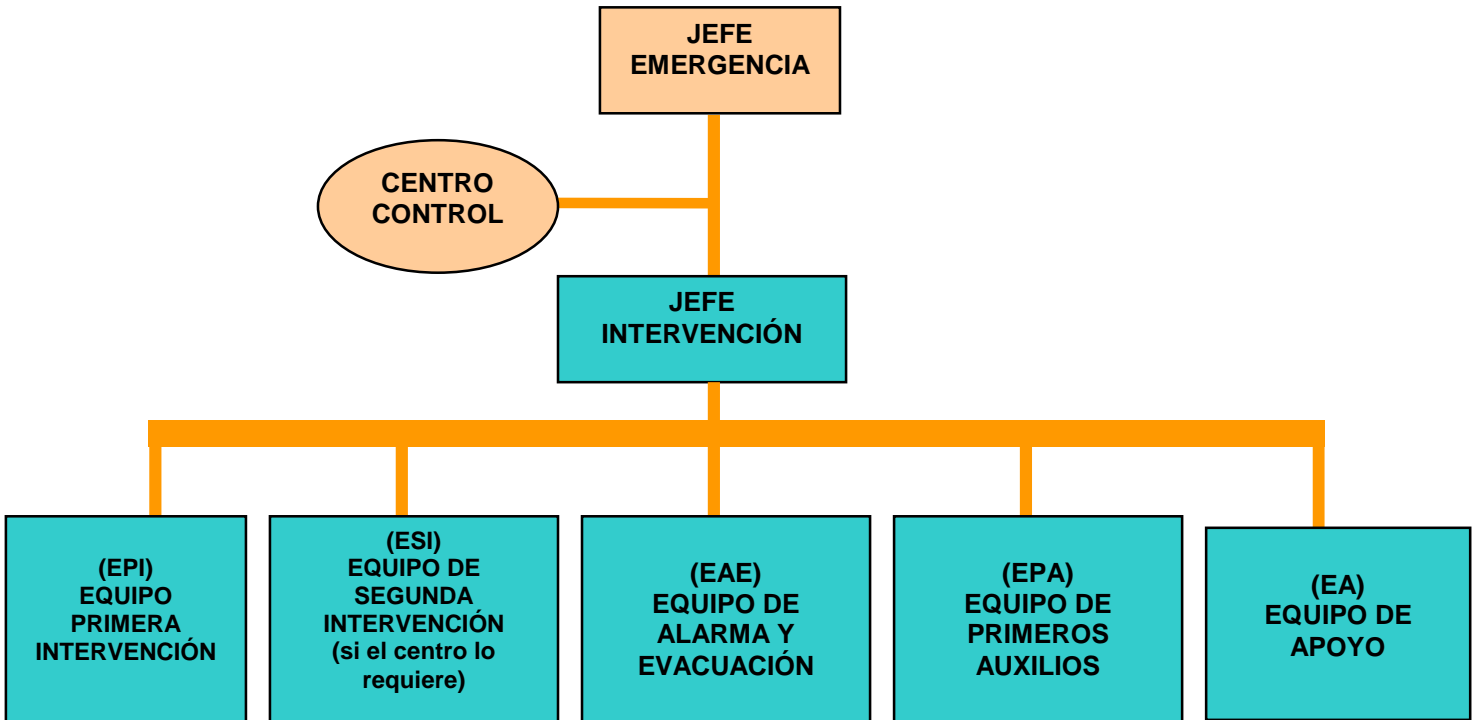 JEFE
EMERGENCIA
CENTRO
CONTROL
JEFE
INTERVENCIÓN
(EPI)
EQUIPO
PRIMERA
INTERVENCIÓN
(ESI)
EQUIPO DE
SEGUNDA
INTERVENCIÓN
(si el centro lo
requiere)
(EAE)
EQUIPO DE
ALARMA Y
EVACUACIÓN
(EPA)
EQUIPO DE
PRIMEROS
AUXILIOS
(EA)
EQUIPO DE
APOYO